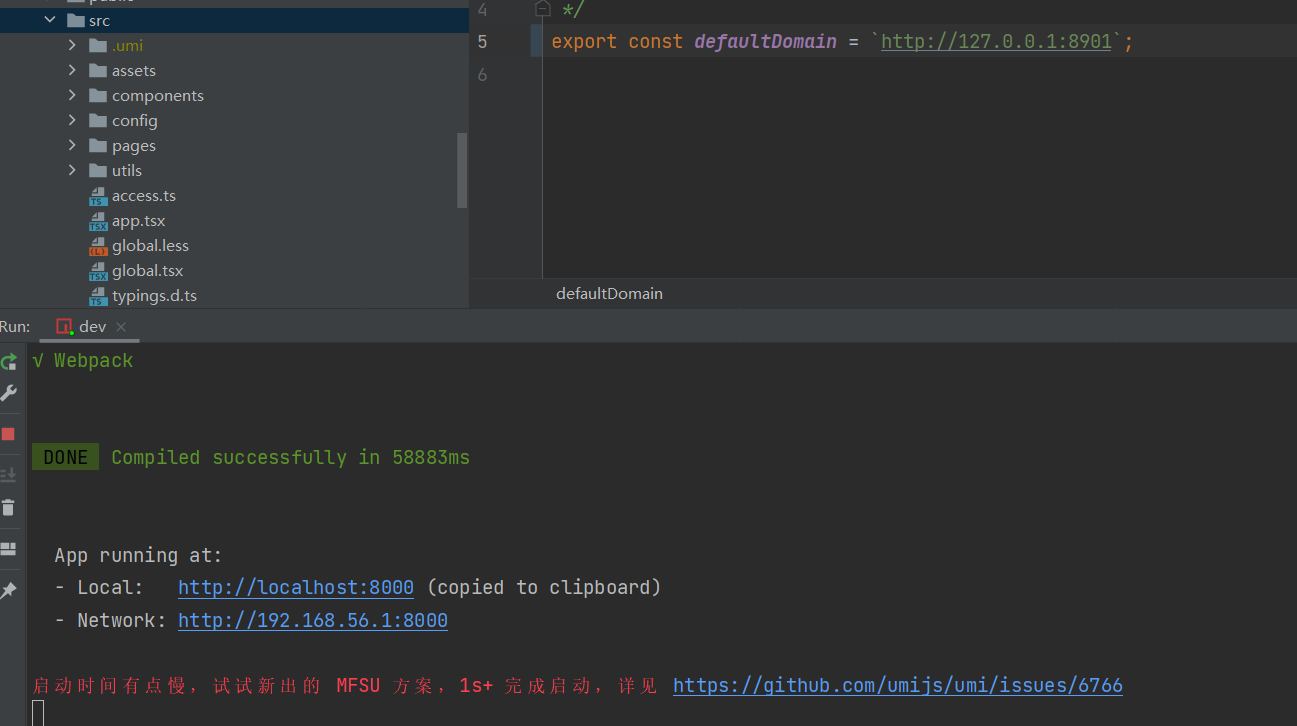 src
.umi
assets
components
config
pages
utils
access.ts
app.tsx
global.less
global.tsx
typings.d.ts
4 */
5 export const defaultDomain = `http://127.0.0.1:8901`;
6
defaultDomain
Run: dev
√ Webpack
DONE Compiled successfully in 58883ms
App running at:
- Local: http://localhost:8000 (copied to clipboard)
- Network: http://192.168.56.1:8000
启动时间有点慢，试试新出的 MFSU 方案，1s+ 完成启动，详见 https://github.com/umijs/umi/issues/6766